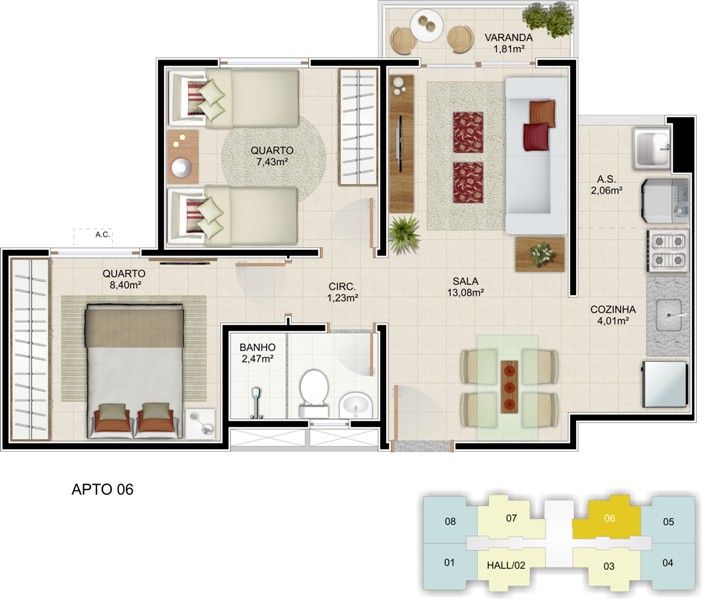 VARANDA
1,81m²
QUARTO
7,43m²
A.S.
2,06m²
A.C.
QUARTO
8,40m²
CIRC.
1,23m²
SALA
13,08m²
COZINHA
4,01m²
BANHO
2,47m²
APTO 06
08
07
06
05
01
HALL/02
03
04